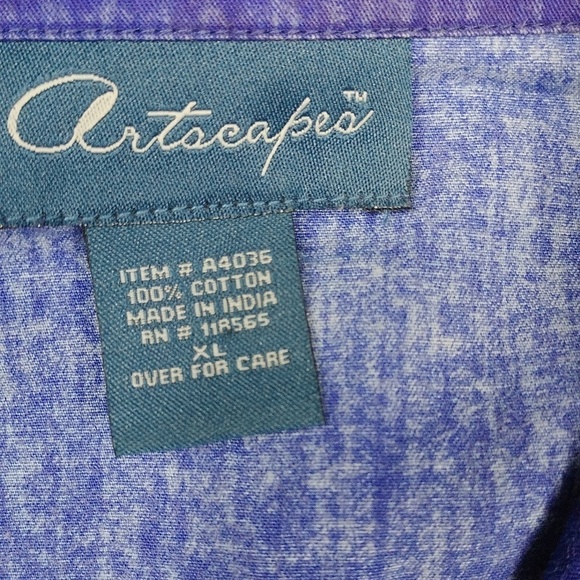 Artscapes™
ITEM # A4036
100% COTTON
MADE IN INDIA
RN # 118565
XL
OVER FOR CARE